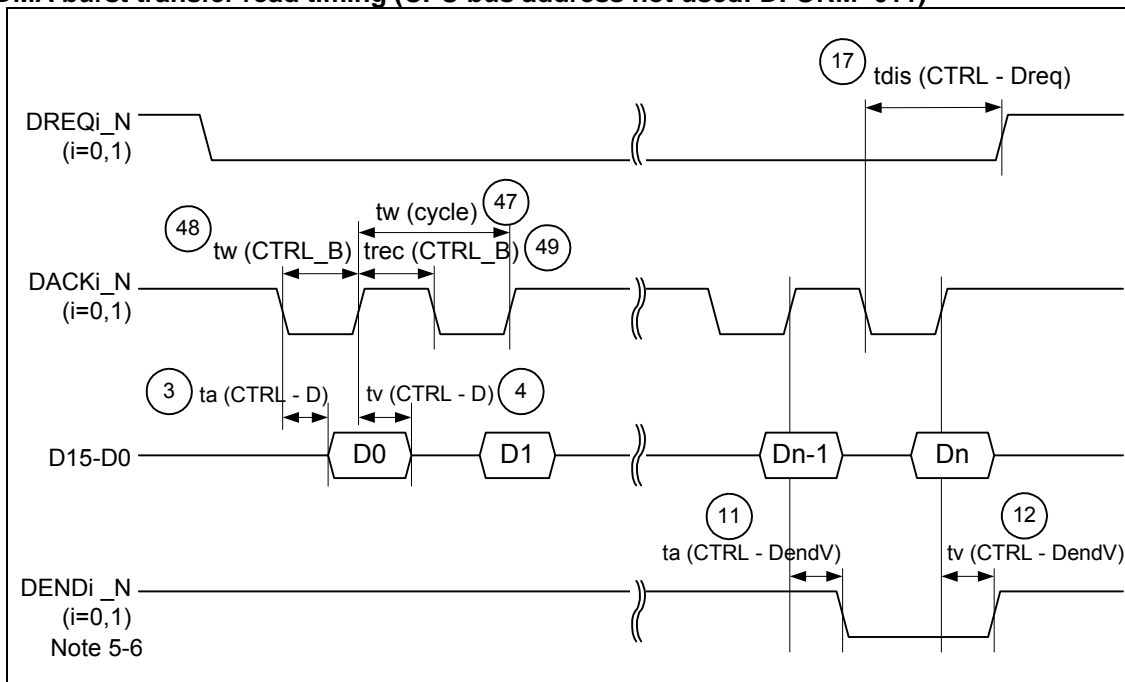 DMA burst transfer read timing (CPU bus address not used: DFORM=011)
17
tdis (CTRL - Dreq)
DREQi_N
(i=0,1)
48
tw (cycle)
47
tw (CTRL_B)
trec (CTRL_B)
49
DACKi_N
(i=0,1)
3
ta (CTRL - D)
tv (CTRL - D)
4
D15-D0
D0
D1
Dn-1
Dn
11
12
ta (CTRL - DendV)
tv (CTRL - DendV)
DENDi _N
(i=0,1)
Note 5-6